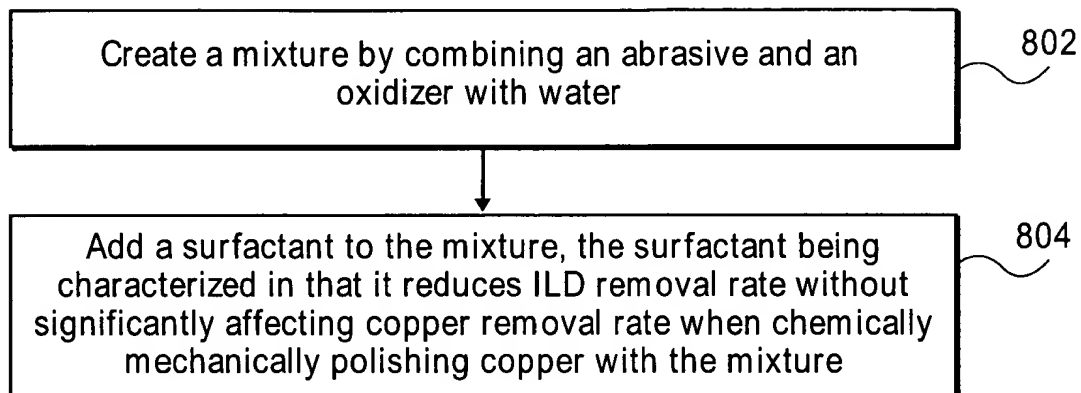 Create a mixture by combining an abrasive and an
oxidizer with water
802
Add a surfactant to the mixture, the surfactant being
characterized in that it reduces ILD removal rate without
significantly affecting copper removal rate when chemically
mechanically polishing copper with the mixture
804